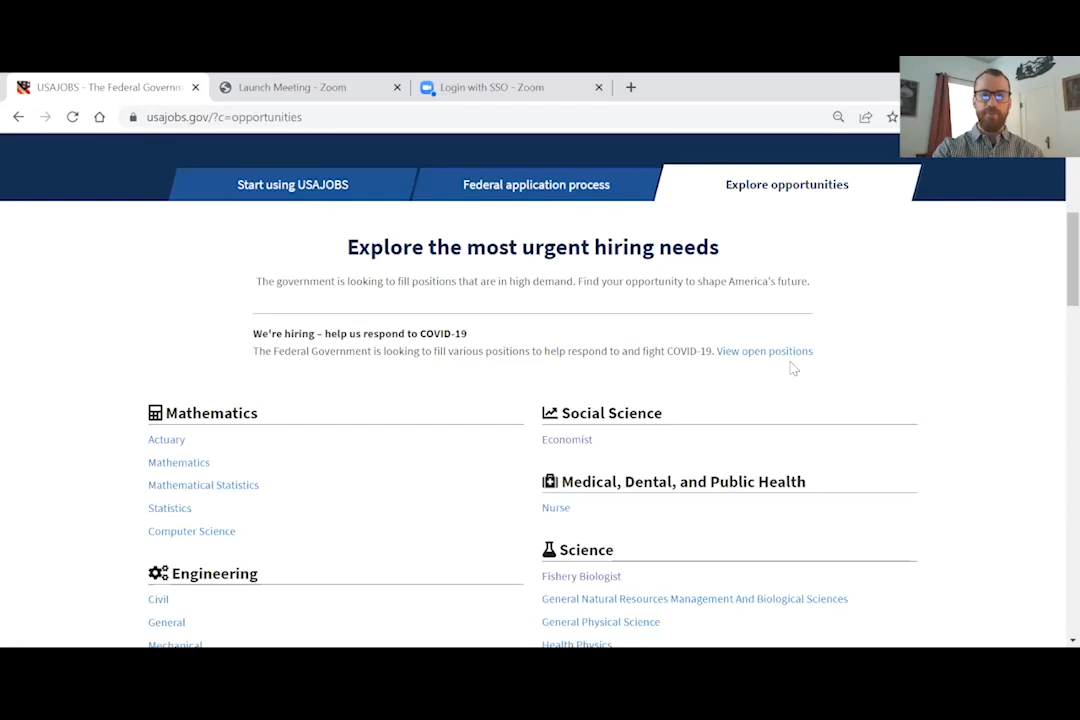 USAJOBS - The Federal Governm
Launch Meeting - Zoom
Login with SSO - Zoom
usajobs.gov/?c=opportunities
Start using USAJOBS
Federal application process
Explore opportunities
Explore the most urgent hiring needs
The government is looking to fill positions that are in high demand. Find your opportunity to shape America's future.
We're hiring – help us respond to COVID-19
The Federal Government is looking to fill various positions to help respond to and fight COVID-19. View open positions
Mathematics
Actuary
Mathematics
Mathematical Statistics
Statistics
Computer Science
Engineering
Civil
General
Mechanical
Social Science
Economist
Medical, Dental, and Public Health
Nurse
Science
Fishery Biologist
General Natural Resources Management And Biological Sciences
General Physical Science
Health Physics